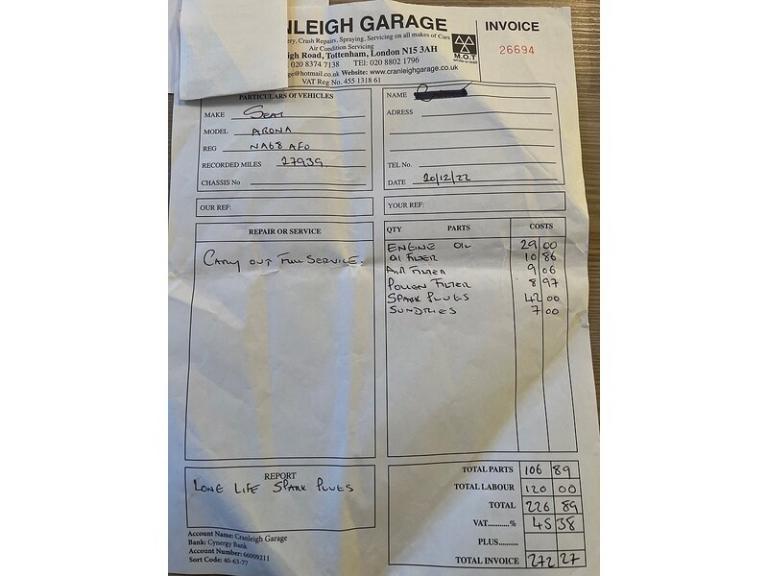 NLEIGH GARAGE
INVOICE
ery, Crash Repairs, Spraying, Servicing on all makes of Cars
Air Condition Servicing
26694
igh Road, Tottenham, London N15 3AH
M.O.T
020 8374 7138 TEL: 020 8802 1796
ge@hotmail.co.uk Website: www.cranleighgarage.co.uk
VAT Reg No. 455 1318 61
PARTICULARS OF VEHICLES
MAKE SEAT
MODEL ARONA
REG NA68 AFO
RECORDED MILES 27939
CHASSIS No
NAME
ADRESS
TEL No.
DATE 20/12/22
OUR REF:
YOUR REF:
REPAIR OR SERVICE
CARRY OUT FULL SERVICE.
QTY PARTS COSTS
ENGINE OIL 29 00
OIL FILTER 10 86
AIR FILTER 9 06
POLLEN FILTER 8 97
SPARK PLUGS 42 00
SUNDRIES 7 00
REPORT
LONG LIFE SPARK PLUGS
TOTAL PARTS 106 89
TOTAL LABOUR 120 00
TOTAL 226 89
VAT..........% 45 38
PLUS.........
TOTAL INVOICE 272 27
Account Name: Cranleigh Garage
Bank: Cynergy Bank
Account Number: 66009211
Sort Code: 40-63-77